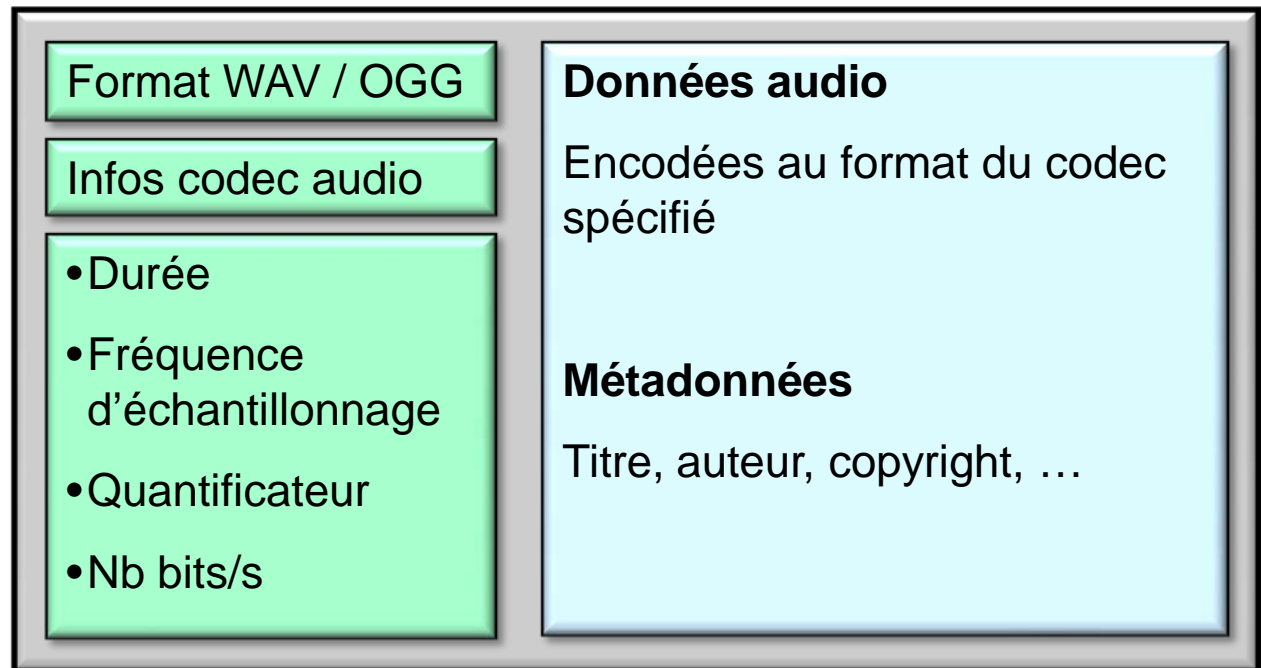 Format WAV / OGG
Infos codec audio
•Durée
•Fréquence
d’échantillonnage
•Quantificateur
•Nb bits/s
Données audio
Encodées au format du codec
spécifié
Métadonnées
Titre, auteur, copyright, …